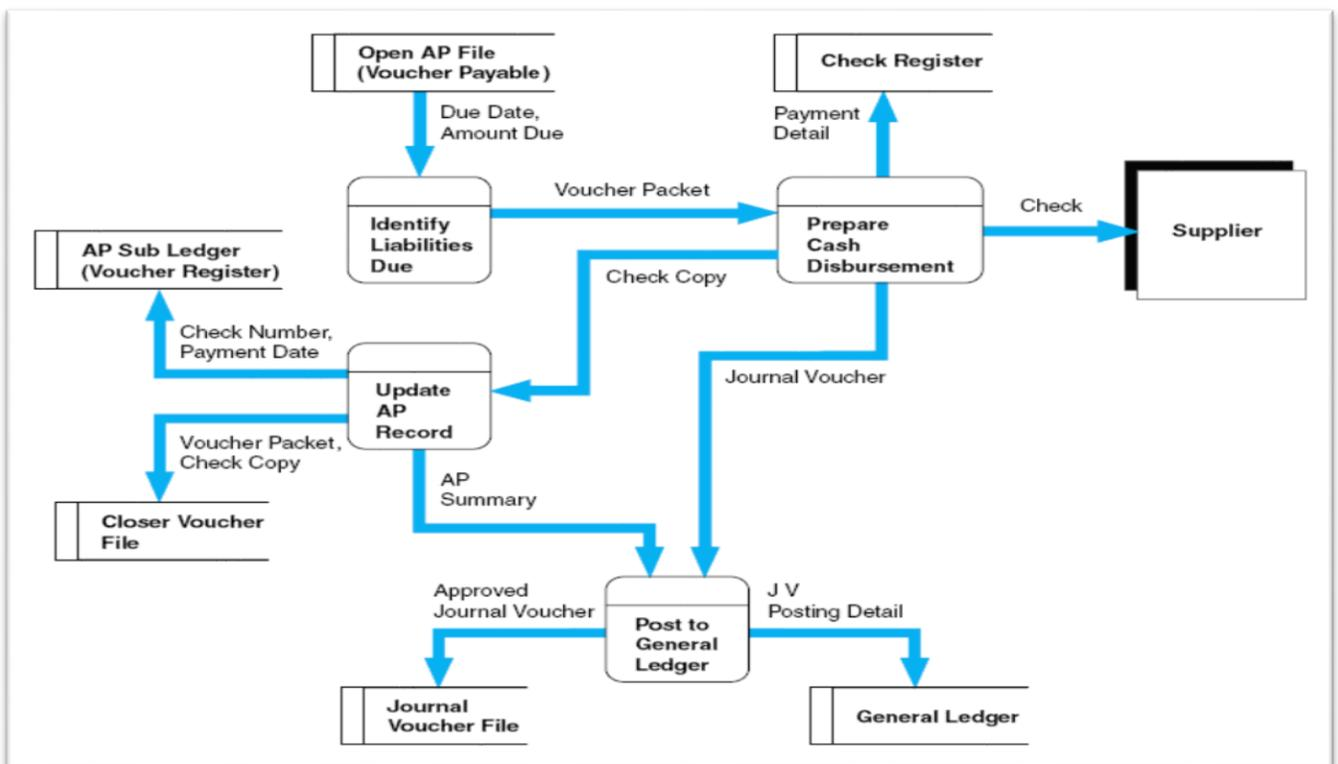 Open AP File
(Voucher Payable)
Check Register
Due Date,
Amount Due
Payment
Detail
Voucher Packet
Check
Identify
Liabilities
Due
Prepare
Cash
Disbursement
Supplier
AP Sub Ledger
(Voucher Register)
Check Copy
Check Number,
Payment Date
Journal Voucher
Update
AP
Record
Voucher Packet,
Check Copy
AP
Summary
Closer Voucher
File
Approved
Journal Voucher
J V
Posting Detail
Post to
General
Ledger
Journal
Voucher File
General Ledger